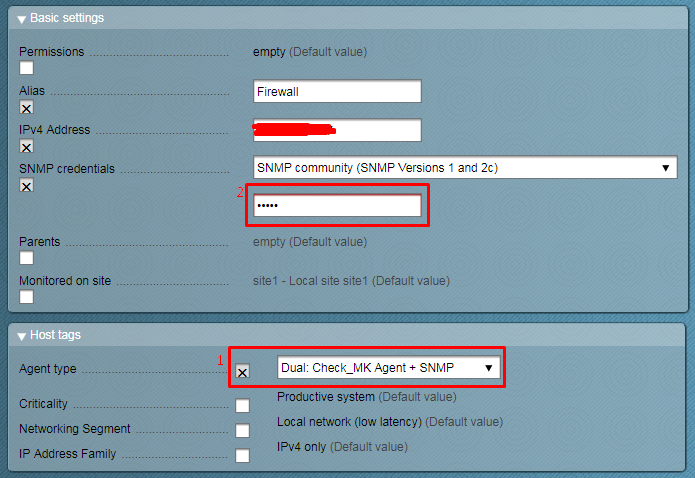 Basic settings
Permissions empty (Default value)
Alias Firewall
IPv4 Address
SNMP credentials SNMP community (SNMP Versions 1 and 2c)
2 •••••
Parents empty (Default value)
Monitored on site site1 - Local site site1 (Default value)
Host tags
1 Agent type Dual: Check_MK Agent + SNMP
Criticality Productive system (Default value)
Networking Segment Local network (low latency) (Default value)
IP Address Family IPv4 only (Default value)